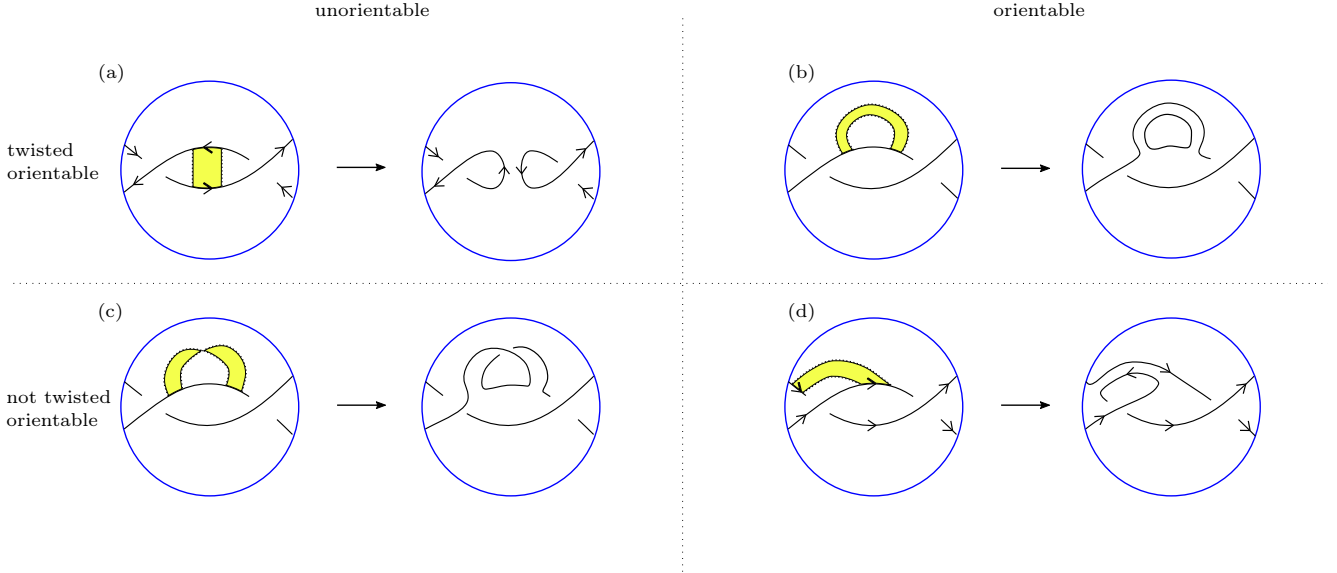 unorientable
orientable
(a)
(b)
twisted
orientable
(c)
(d)
not twisted
orientable